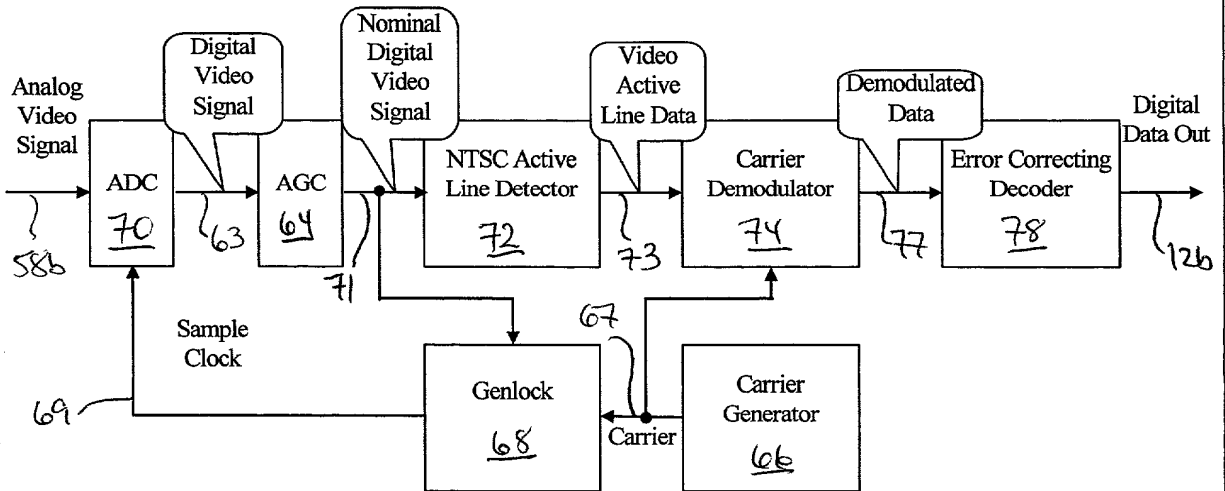 Analog
Video
Signal
Digital
Video
Signal
Nominal
Digital
Video
Signal
Video
Active
Line Data
Demodulated
Data
Digital
Data Out
ADC
70
AGC
64
NTSC Active
Line Detector
72
Carrier
Demodulator
74
Error Correcting
Decoder
78
58b
63
71
73
77
12b
Sample
Clock
69
Genlock
68
67
Carrier
Carrier
Generator
66